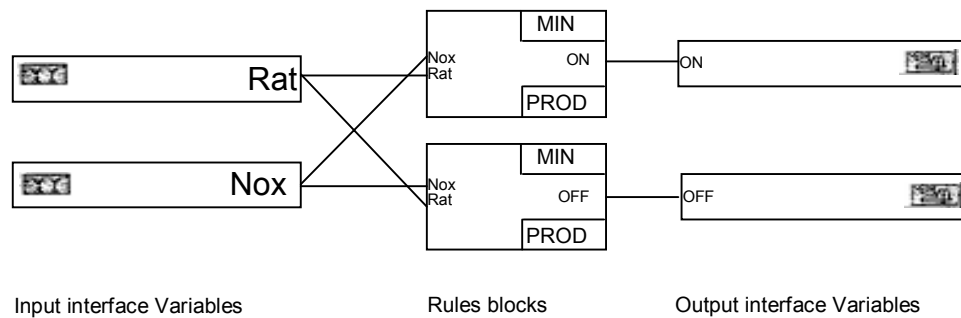 MIN
Nox
Rat
ON
PROD
ON
Rat
Nox
MIN
Nox
Rat
OFF
PROD
OFF
Input interface Variables
Rules blocks
Output interface Variables